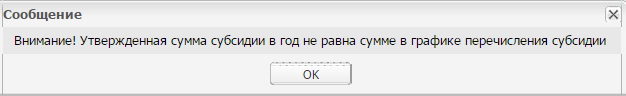 Сообщение
Внимание! Утвержденная сумма субсидии в год не равна сумме в графике перечисления субсидии
OK